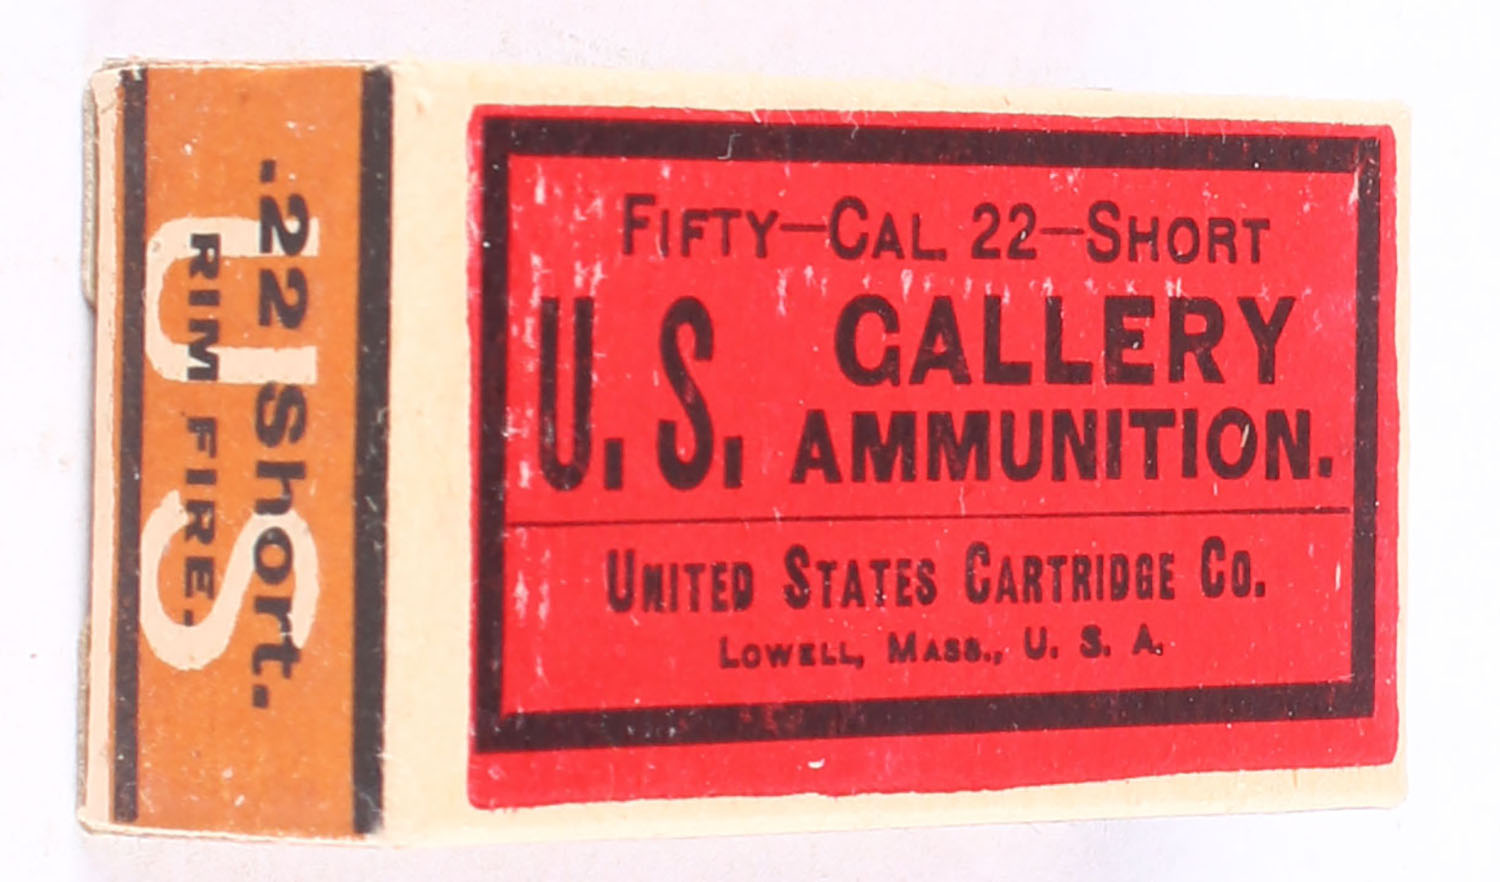 FIFTY-CAL. 22-SHORT
U.S. GALLERY
AMMUNITION.
UNITED STATES CARTRIDGE CO.
LOWELL, MASS., U. S. A.
.22 Short.
RIM FIRE.
US